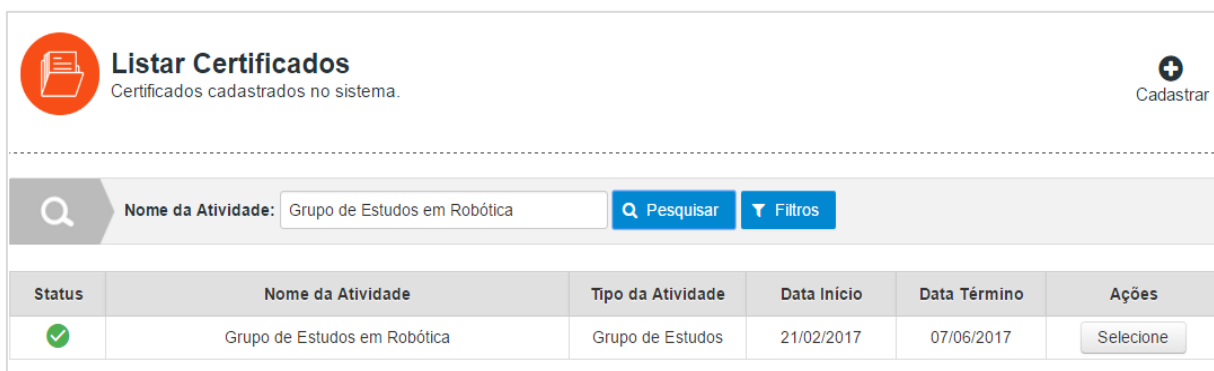 Listar Certificados
Certificados cadastrados no sistema.
Cadastrar
Nome da Atividade: Grupo de Estudos em Robótica Pesquisar Filtros
Status Nome da Atividade Tipo da Atividade Data Início Data Término Ações
Grupo de Estudos em Robótica Grupo de Estudos 21/02/2017 07/06/2017 Selecione